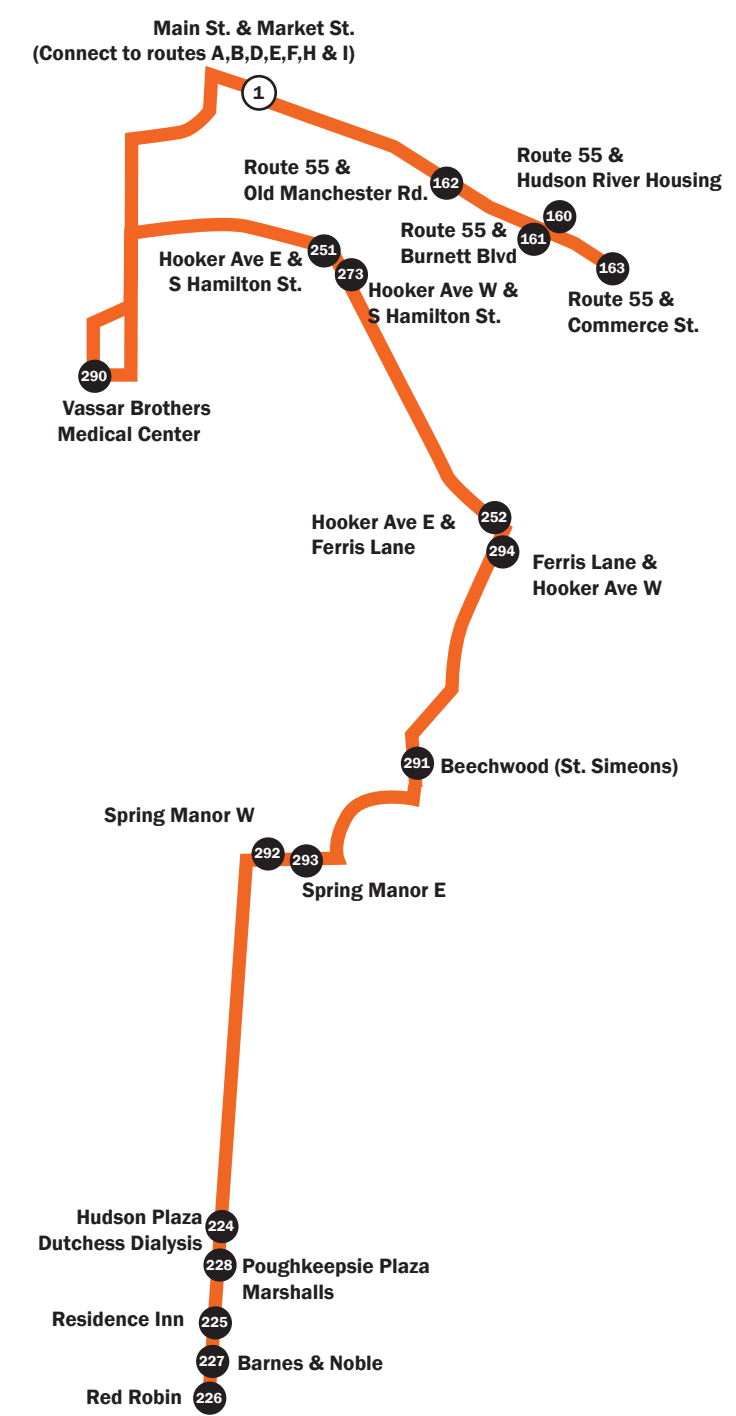 Main St. & Market St.
(Connect to routes A,B,D,E,F,H & I)
1
Route 55 &
Old Manchester Rd.
162
Route 55 &
Hudson River Housing
160
Route 55 &
Burnett Blvd
161
163
Route 55 &
Commerce St.
Hooker Ave E &
S Hamilton St.
251
273
Hooker Ave W &
S Hamilton St.
290
Vassar Brothers
Medical Center
Hooker Ave E &
Ferris Lane
252
294
Ferris Lane &
Hooker Ave W
291
Beechwood (St. Simeons)
Spring Manor W
292
293
Spring Manor E
Hudson Plaza
Dutchess Dialysis
224
228
Poughkeepsie Plaza
Marshalls
Residence Inn
225
227
Barnes & Noble
Red Robin
226